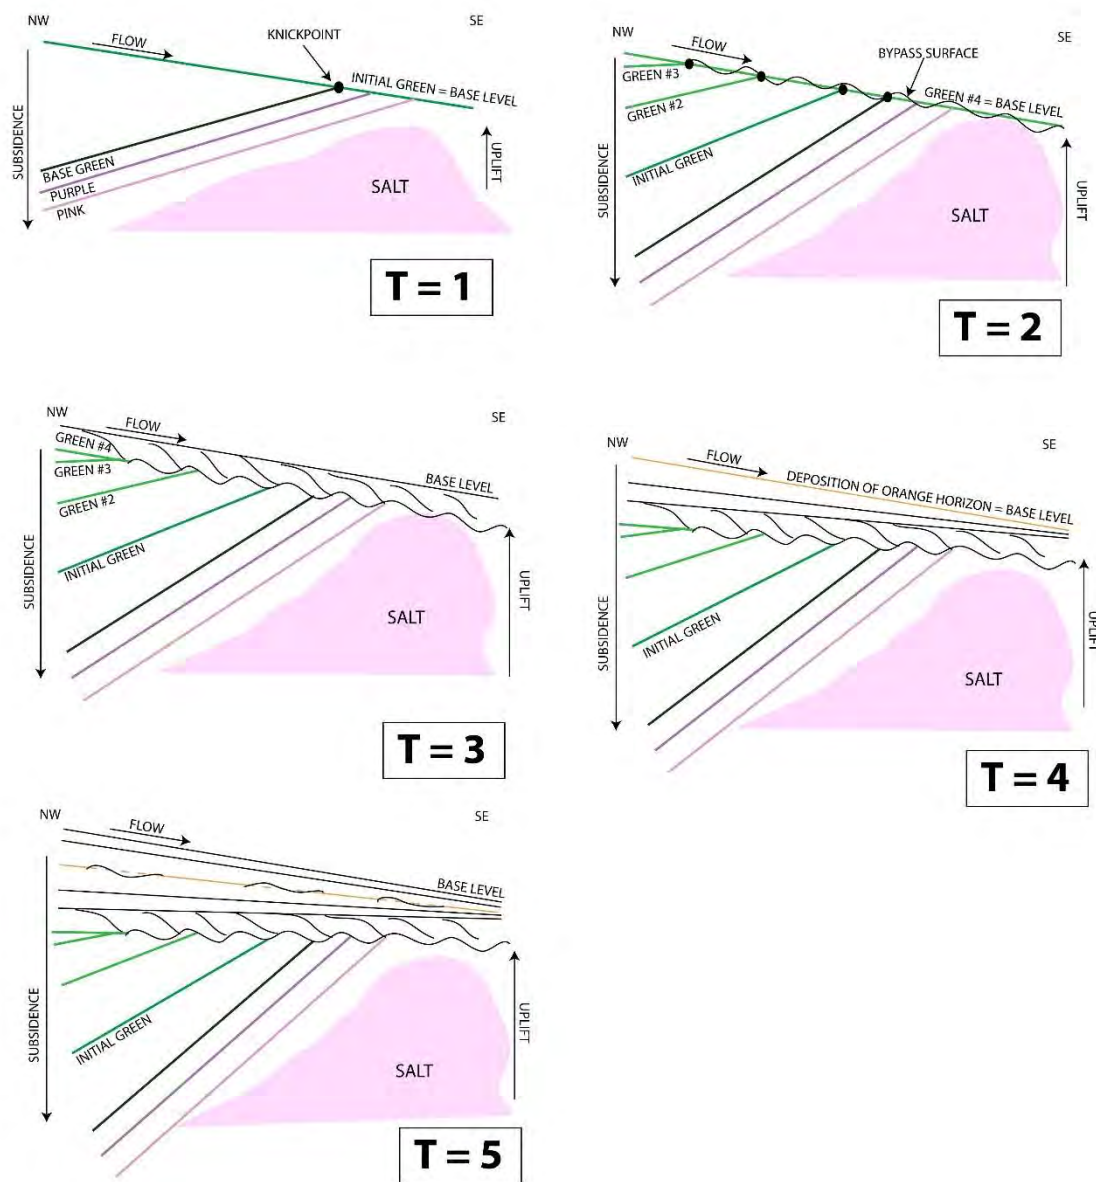 NW
SE
FLOW
KNICKPOINT
INITIAL GREEN = BASE LEVEL
SUBSIDENCE
UPLIFT
BASE GREEN
PURPLE
PINK
SALT
T = 1
NW
SE
FLOW
BYPASS SURFACE
GREEN #3
GREEN #2
GREEN #4 = BASE LEVEL
SUBSIDENCE
INITIAL GREEN
UPLIFT
SALT
T = 2
NW
SE
FLOW
GREEN #4
GREEN #3
BASE LEVEL
GREEN #2
SUBSIDENCE
INITIAL GREEN
UPLIFT
SALT
T = 3
NW
SE
FLOW
DEPOSITION OF ORANGE HORIZON = BASE LEVEL
SUBSIDENCE
INITIAL GREEN
UPLIFT
SALT
T = 4
NW
SE
FLOW
BASE LEVEL
SUBSIDENCE
INITIAL GREEN
UPLIFT
SALT
T = 5